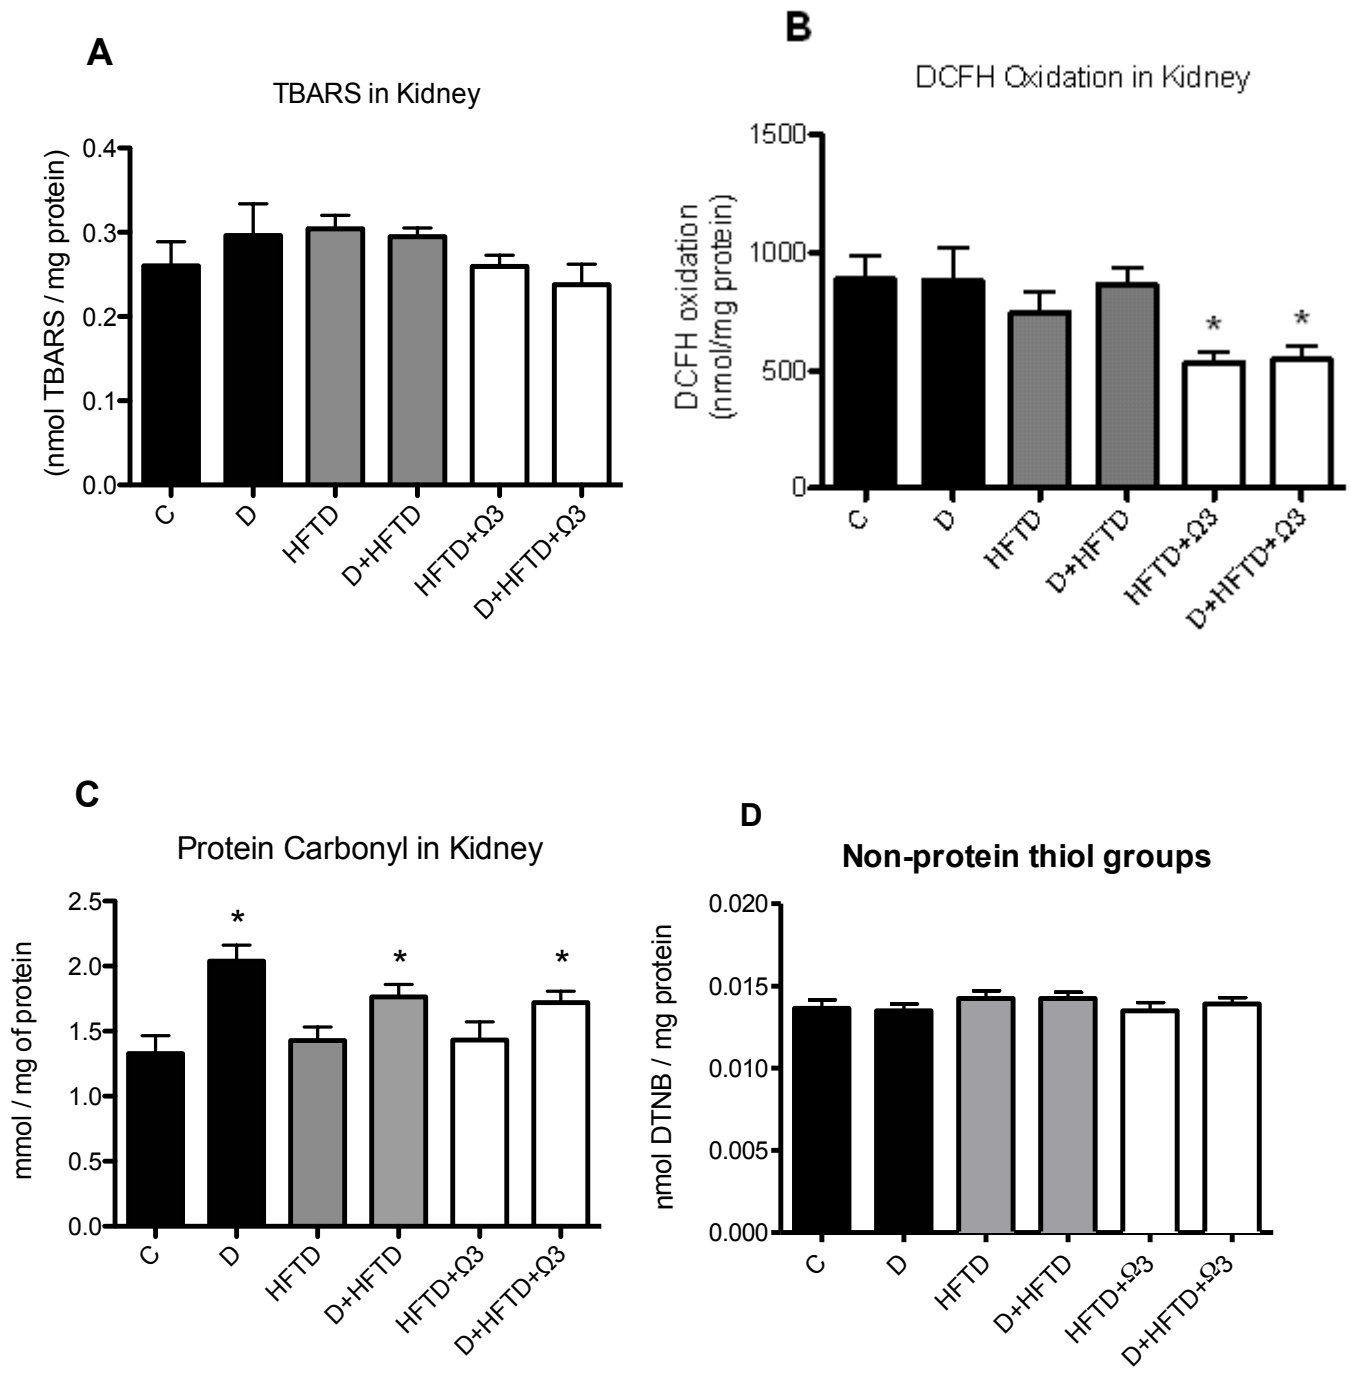 A
TBARS in Kidney
(nmol TBARS / mg protein)
0.4
0.3
0.2
0.1
0.0
C
D
HFTD
D+HFTD
HFTD+Ω3
D+HFTD+Ω3
B
DCFH Oxidation in Kidney
DCFH oxidation
(nmol/mg protein)
1500
1000
500
0
*
*
C
D
HFTD
D+HFTD
HFTD+Ω3
D+HFTD+Ω3
C
Protein Carbonyl in Kidney
mmol / mg of protein
2.5
2.0
1.5
1.0
0.5
0.0
*
*
*
C
D
HFTD
D+HFTD
HFTD+Ω3
D+HFTD+Ω3
D
Non-protein thiol groups
nmol DTNB / mg protein
0.020
0.015
0.010
0.005
0.000
C
D
HFTD
D+HFTD
HFTD+Ω3
D+HFTD+Ω3